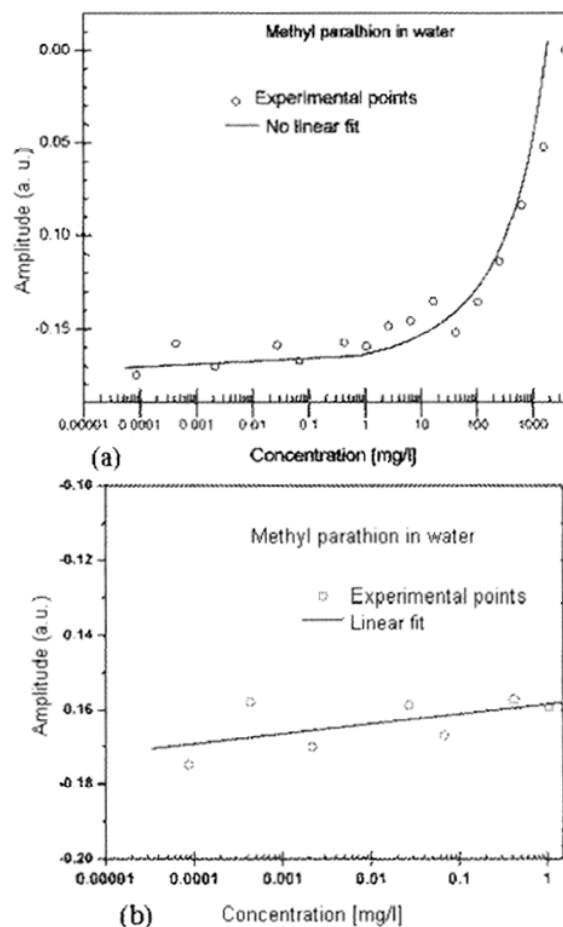 Methyl parathion in water
Experimental points
No linear fit
Amplitude (a. u.)
0.00
0.05
0.10
-0.15
0.00001 0.0001 0.001 0.01 0.1 1 10 100 1000
Concentration [mg/l]
(a)
Methyl parathion in water
Experimental points
Linear fit
Amplitude (a.u.)
-0.10
-0.12
-0.14
-0.16
-0.18
-0.20
0.00001 0.0001 0.001 0.01 0.1 1
Concentration [mg/l]
(b)